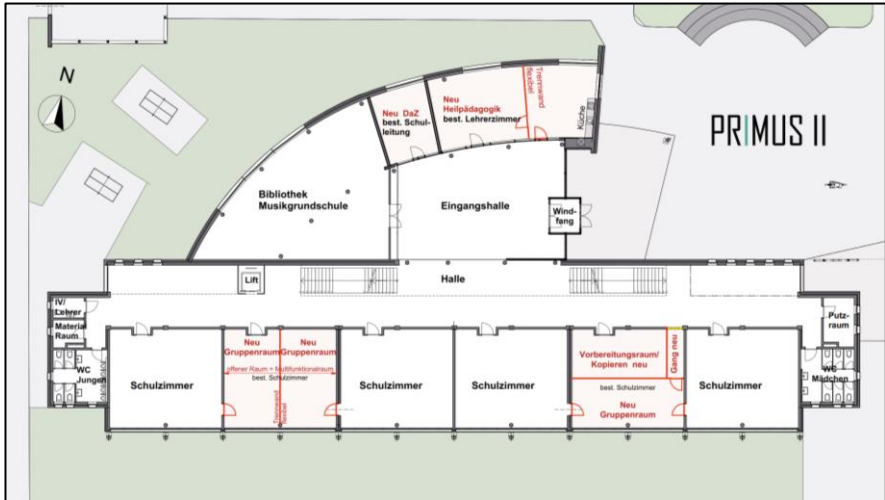 N
PRIMUS II
Neu DaZ
best. Schul-
leitung
Neu
Heilpädagogik
best. Lehrerzimmer
Trennwand
flexibel
Küche
Bibliothek
Musikgrundschule
Eingangshalle
Wind-
fang
Lift
Halle
IV/
Lehrer
Material
Raum
WC
Jungen
Schulzimmer
Neu
Gruppenraum
Neu
Gruppenraum
offener Raum = Multifunktionalraum
best. Schulzimmer
Trennwand
flexibel
Schulzimmer
Schulzimmer
Vorbereitungsraum/
Kopieren neu
Gang neu
best. Schulzimmer
Neu
Gruppenraum
Schulzimmer
Putz-
raum
WC
Mädchen